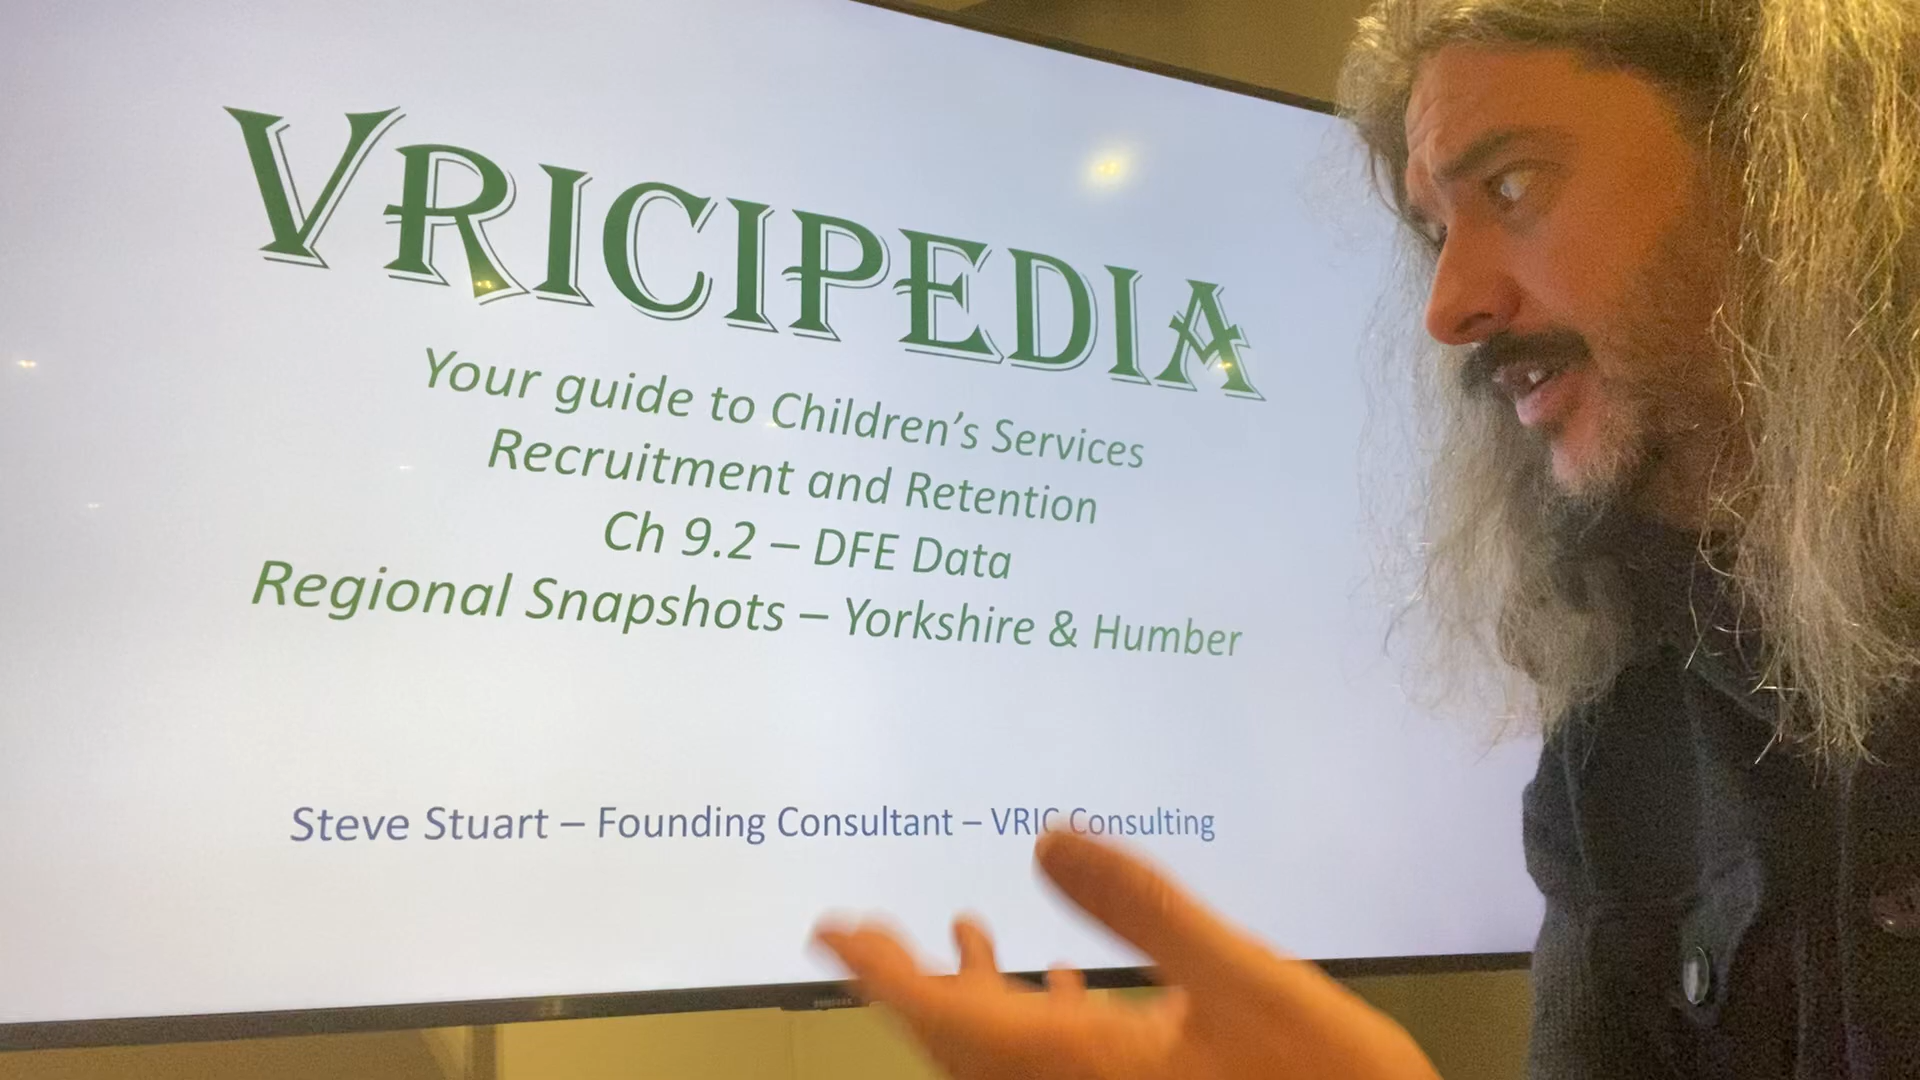 VRICIPEDIA
Your guide to Children's Services
Recruitment and Retention
Ch 9.2 – DFE Data
Regional Snapshots – Yorkshire & Humber
Steve Stuart – Founding Consultant – VRIC Consulting
SAMSUNG